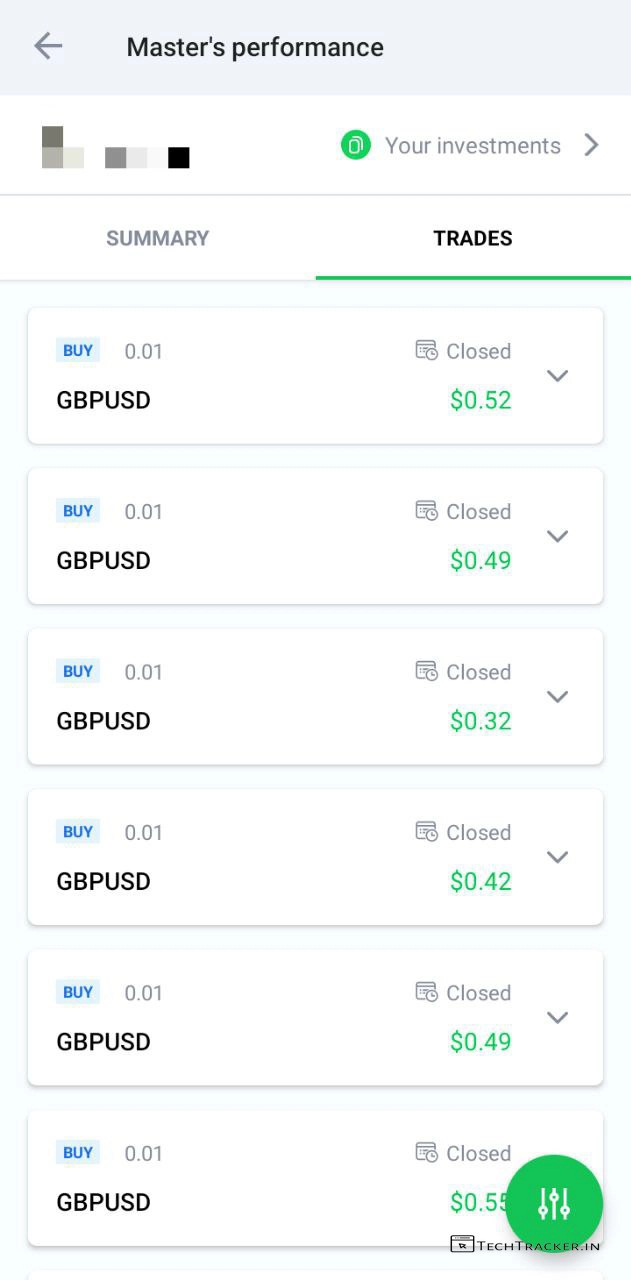 Master's performance
Your investments
SUMMARY
TRADES
BUY 0.01 Closed
GBPUSD $0.52
BUY 0.01 Closed
GBPUSD $0.49
BUY 0.01 Closed
GBPUSD $0.32
BUY 0.01 Closed
GBPUSD $0.42
BUY 0.01 Closed
GBPUSD $0.49
BUY 0.01 Closed
GBPUSD $0.55
TECHTRACKER.IN